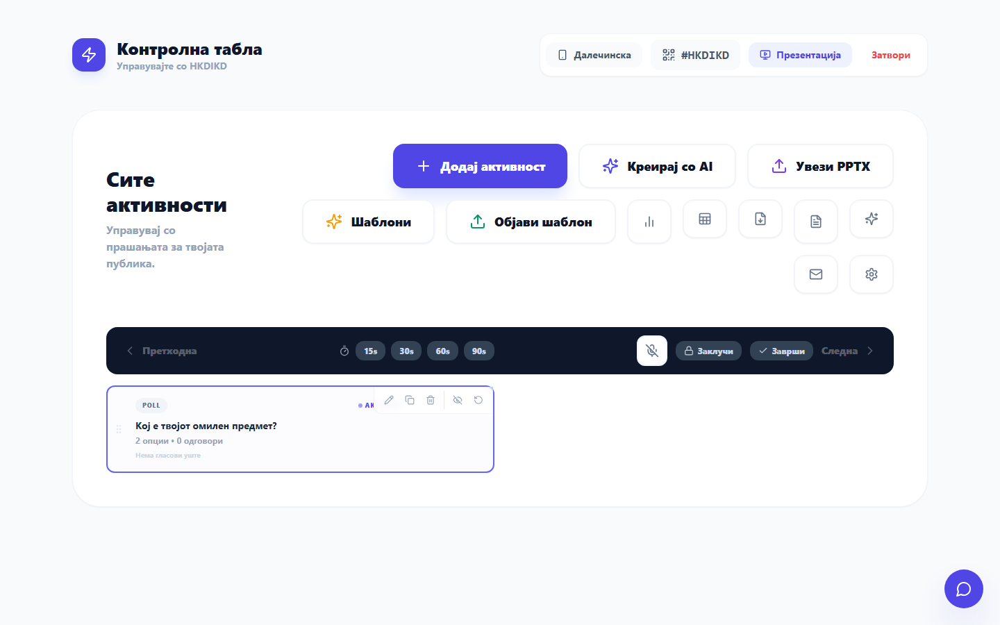 Контролна табла
Управувајте со HKDIKD
Далечинска
#HKDIKD
Презентација
Затвори
Сите
активности
Управувај со
прашањата за твојата
публика.
Додај активност
Креирај со AI
Увези PPTX
Шаблони
Објави шаблон
Претходна
15s
30s
60s
90s
Заклучи
Заврши
Следна
POLL
Кој е твојот омилен предмет?
2 опции • 0 одговори
Нема гласови уште